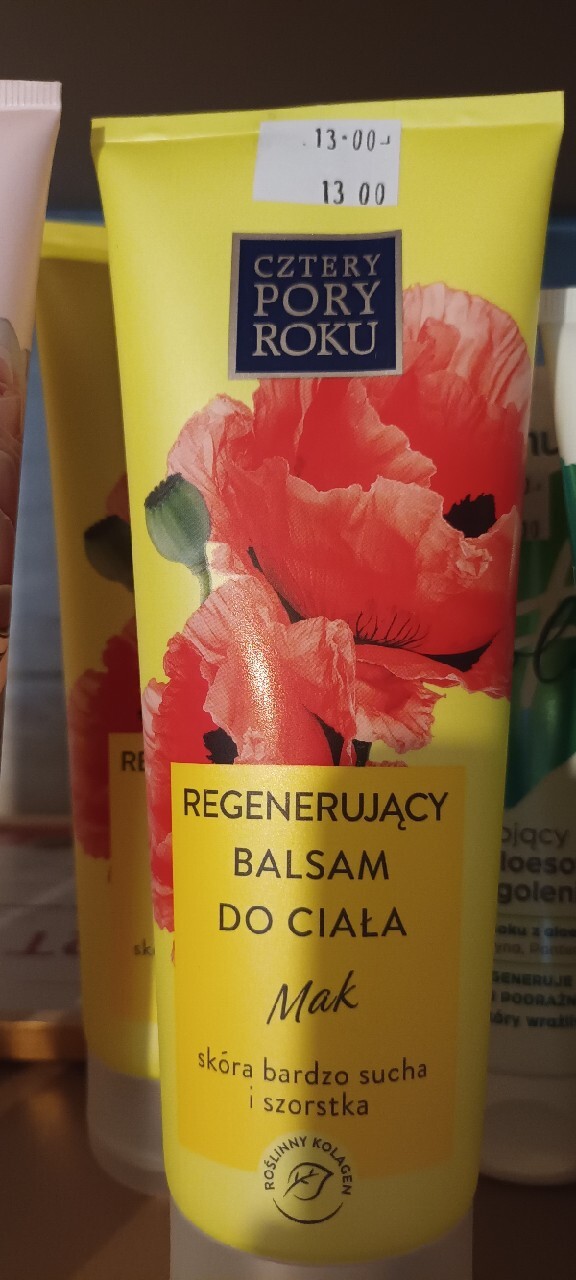 13·00
13 00
CZTERY
PORY
ROKU
REGENERUJĄCY
BALSAM
DO CIAŁA
Mak
skóra bardzo sucha
i szorstka
ROŚLINNY KOLAGEN